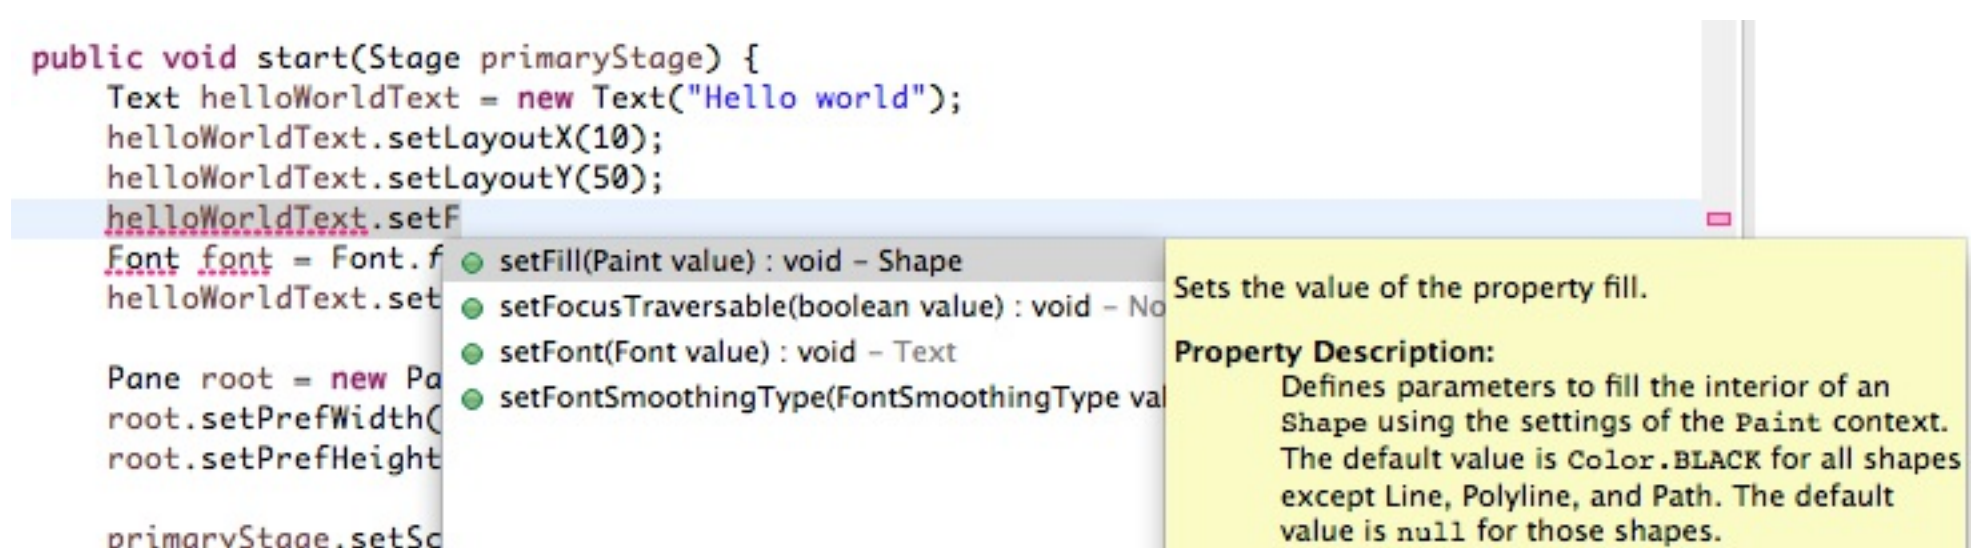 public void start(Stage primaryStage) {
Text helloWorldText = new Text("Hello world");
helloWorldText.setLayoutX(10);
helloWorldText.setLayoutY(50);
helloWorldText.setF
Font font = Font.f
helloWorldText.set
Pane root = new Pa
root.setPrefWidth(
root.setPrefHeight
primaryStage.setSc
setFill(Paint value) : void – Shape
setFocusTraversable(boolean value) : void – No
setFont(Font value) : void – Text
setFontSmoothingType(FontSmoothingType val
Sets the value of the property fill.
Property Description:
Defines parameters to fill the interior of an
Shape using the settings of the Paint context.
The default value is Color.BLACK for all shapes
except Line, Polyline, and Path. The default
value is null for those shapes.